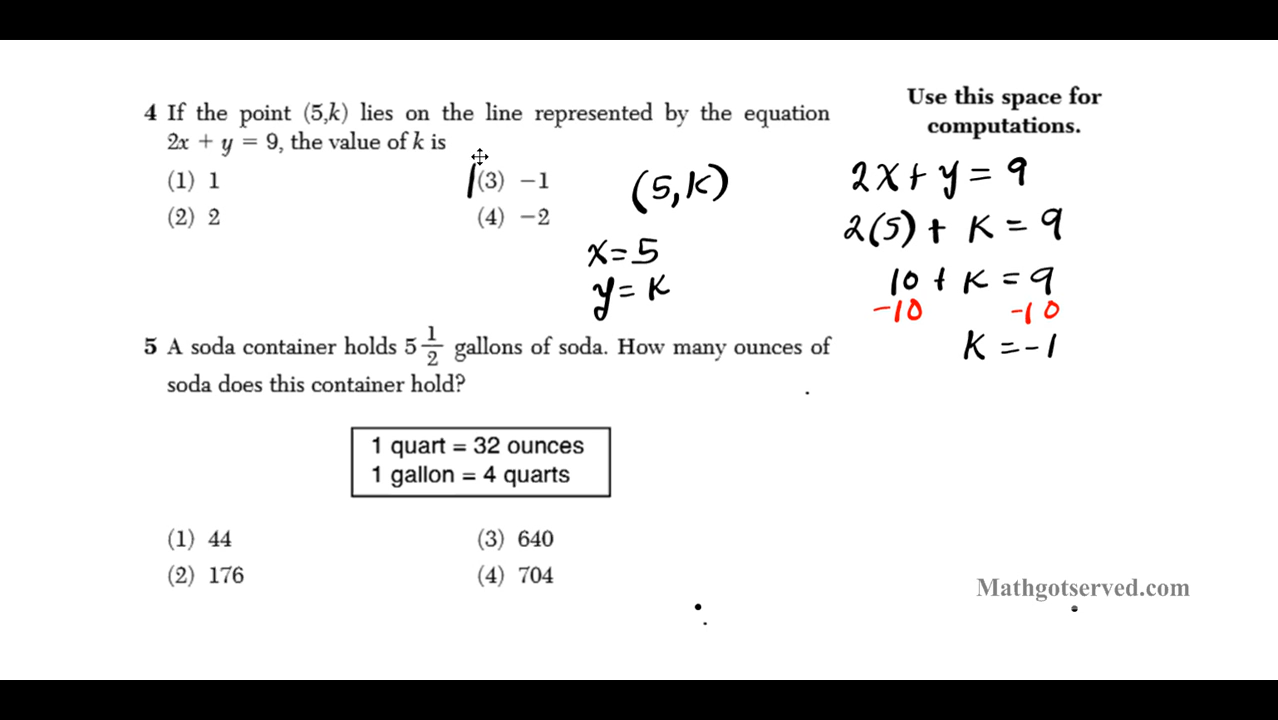 4 If the point (5,k) lies on the line represented by the equation
2x + y = 9, the value of k is
(1) 1
(2) 2
(3) −1
(4) −2
(5,K)
x=5
y=K
Use this space for
computations.
2x+y=9
2(5)+ K=9
10+K=9
-10 -10
K=-1
5 A soda container holds 5 1/2 gallons of soda. How many ounces of
soda does this container hold?
1 quart = 32 ounces
1 gallon = 4 quarts
(1) 44
(2) 176
(3) 640
(4) 704
Mathgotserved.com